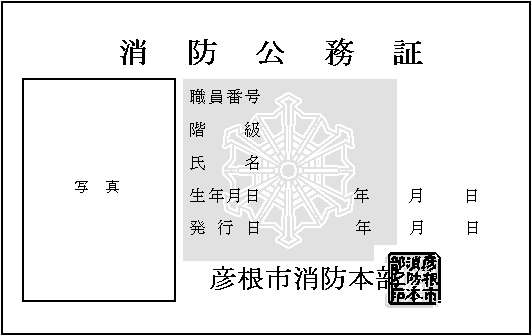 消防公務証
写真
職員番号
階級
氏名
生年月日 年 月 日
発行日 年 月 日
彦根市消防本部
彦根市
消防本
部之印